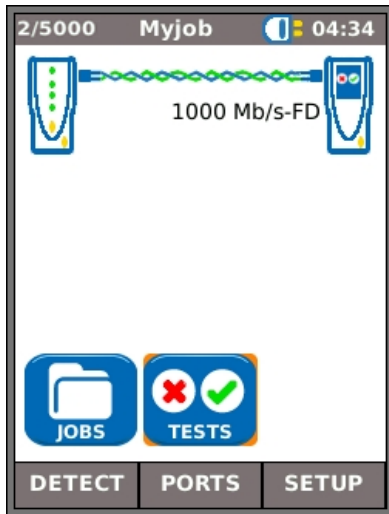 2/5000 Myjob 04:34
1000 Mb/s-FD
JOBS TESTS
DETECT PORTS SETUP